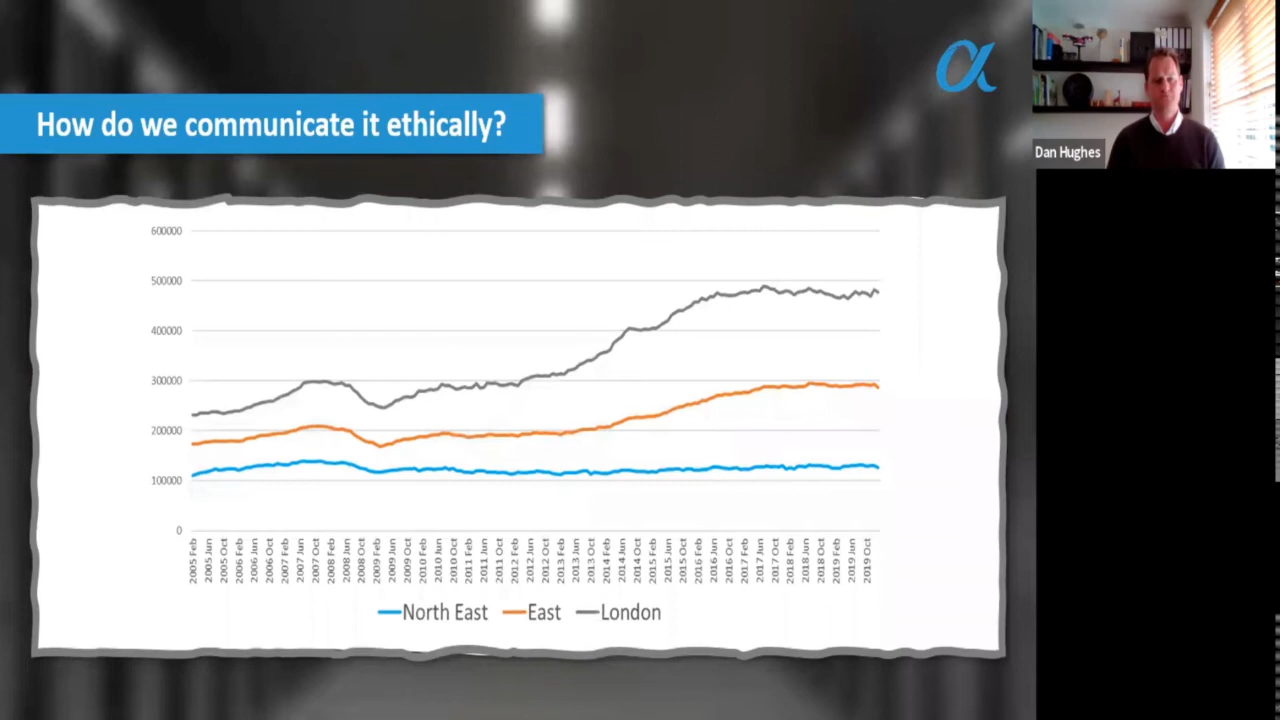 How do we communicate it ethically?
α
Dan Hughes
600000
500000
400000
300000
200000
100000
0
2005 Feb
2005 Jun
2005 Oct
2006 Feb
2006 Jun
2006 Oct
2007 Feb
2007 Jun
2007 Oct
2008 Feb
2008 Jun
2008 Oct
2009 Feb
2009 Jun
2009 Oct
2010 Feb
2010 Jun
2010 Oct
2011 Feb
2011 Jun
2011 Oct
2012 Feb
2012 Jun
2012 Oct
2013 Feb
2013 Jun
2013 Oct
2014 Feb
2014 Jun
2014 Oct
2015 Feb
2015 Jun
2015 Oct
2016 Feb
2016 Jun
2016 Oct
2017 Feb
2017 Jun
2017 Oct
2018 Feb
2018 Jun
2018 Oct
2019 Feb
2019 Jun
2019 Oct
North East East London